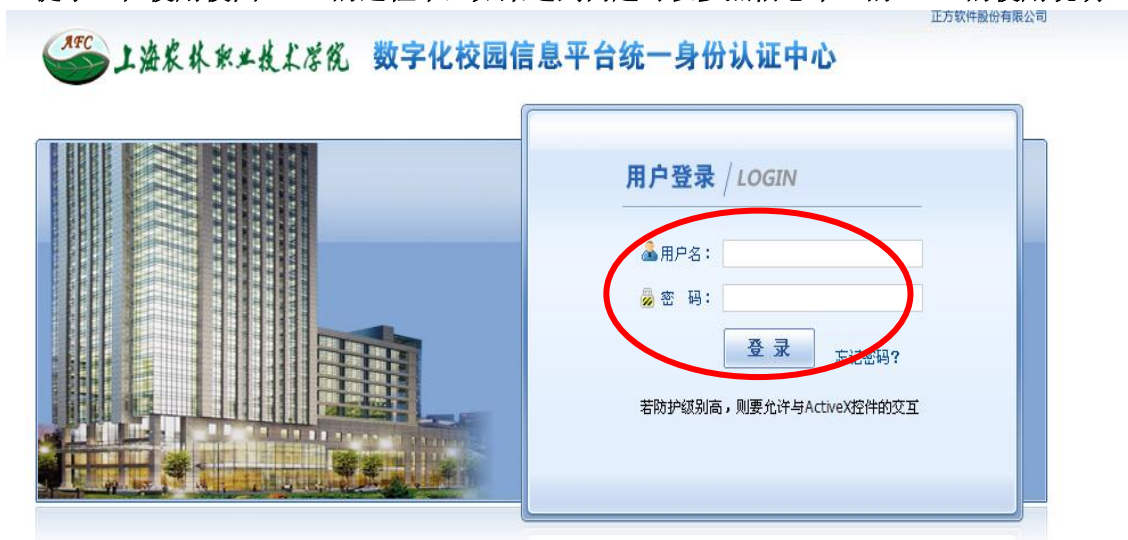 正方软件股份有限公司
AFC 上海农林职业技术学院 数字化校园信息平台统一身份认证中心
用户登录 / LOGIN
用户名：
密 码：
登 录 忘记密码?
若防护级别高，则要允许与ActiveX控件的交互